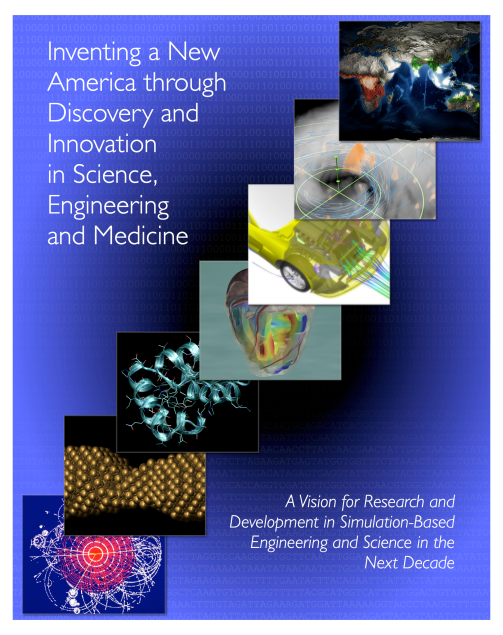 Inventing a New
America through
Discovery and
Innovation
in Science,
Engineering
and Medicine
A Vision for Research and
Development in Simulation-Based
Engineering and Science in the
Next Decade